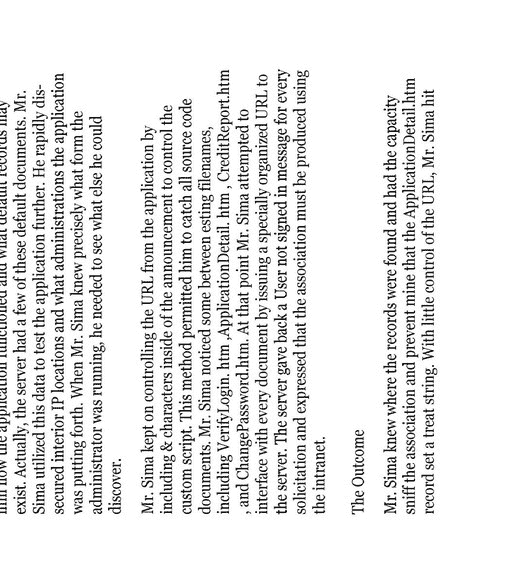 how the application functioned and what default records may
exist. Actually, the server had a few of these default documents. Mr.
Sima utilized this data to test the application further. He rapidly dis-
secured interior IP locations and what administrations the application
was putting forth. When Mr. Sima knew precisely what form the
administrator was running, he needed to see what else he could
discover.
Mr. Sima kept on controlling the URL from the application by
including & characters inside of the announcement to control the
custom script. This method permitted him to catch all source code
documents. Mr. Sima noticed some between esting filenames,
including VerifyLogin. htm ,ApplicationDetail. htm , CreditReport.htm
, and ChangePassword.htm. At that point Mr. Sima attempted to
interface with every document by issuing a specially organized URL to
the server. The server gave back a User not signed in message for every
solicitation and expressed that the association must be produced using
the intranet.
The Outcome
Mr. Sima knew where the records were found and had the capacity
sniff the association and prevent mine that the ApplicationDetail.htm
record set a treat string. With little control of the URL, Mr. Sima hit